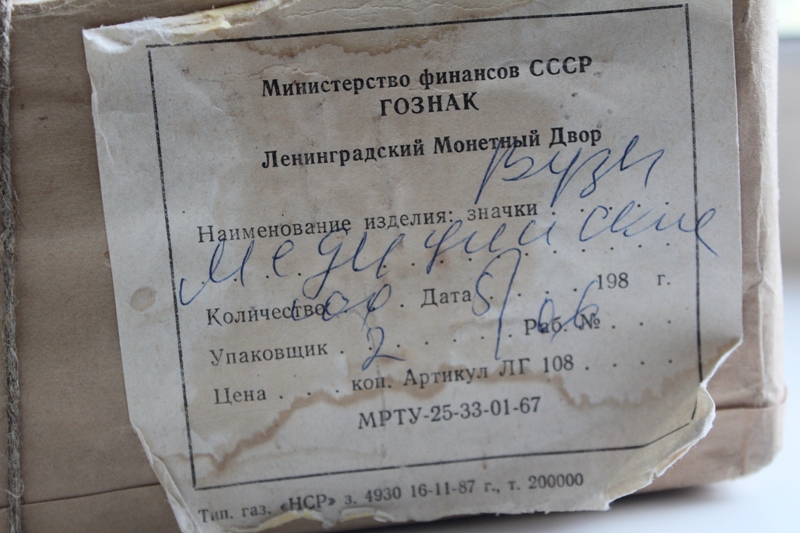 Министерство финансов СССР
ГОЗНАК
Ленинградский Монетный Двор
Вузы
Наименование изделия: значки . . . .
Медицинские
Количество . . Дата . . . . 198 г.
Упаковщик . 2 . . . Раб. № . . .
Цена . . . коп. Артикул ЛГ 108 . . . .
МРТУ-25-33-01-67
Тип. газ. «НСР» з. 4930 16-11-87 г., т. 200000